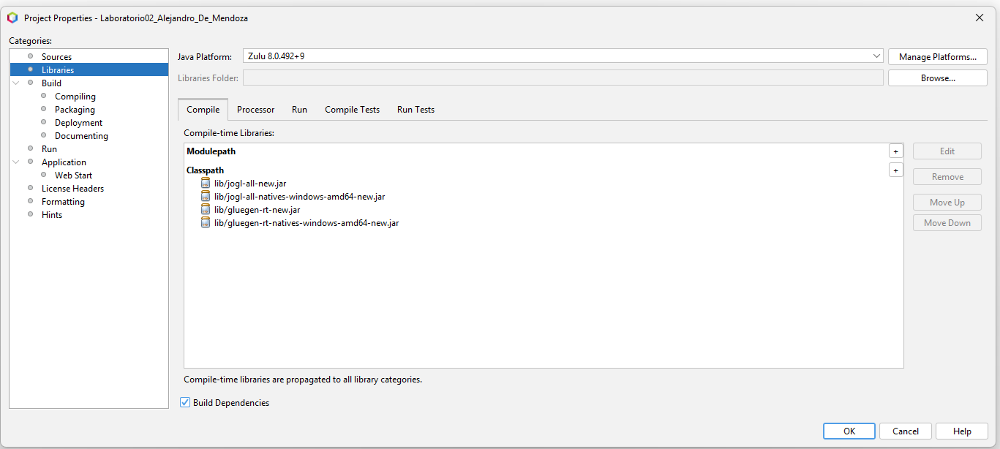 Project Properties - Laboratorio02_Alejandro_De_Mendoza
Categories:
Sources
Libraries
Build
Compiling
Packaging
Deployment
Documenting
Run
Application
Web Start
License Headers
Formatting
Hints
Java Platform: Zulu 8.0.492+9 Manage Platforms...
Libraries Folder: Browse...
Compile Processor Run Compile Tests Run Tests
Compile-time Libraries:
Modulepath +
Classpath +
lib/jogl-all-new.jar
lib/jogl-all-natives-windows-amd64-new.jar
lib/gluegen-rt-new.jar
lib/gluegen-rt-natives-windows-amd64-new.jar
Edit
Remove
Move Up
Move Down
Compile-time libraries are propagated to all library categories.
Build Dependencies
OK Cancel Help